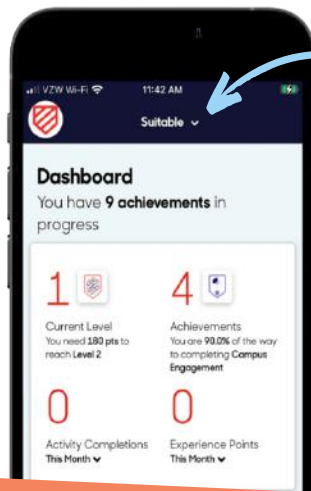 VZW Wi-Fi 11:42 AM
Suitable
Dashboard
You have 9 achievements in
progress
1
4
Current Level
You need 180 pts to
reach Level 2
Achievements
You are 90.0% of the way
to completing Campus
Engagement
0
0
Activity Completions
This Month
Experience Points
This Month